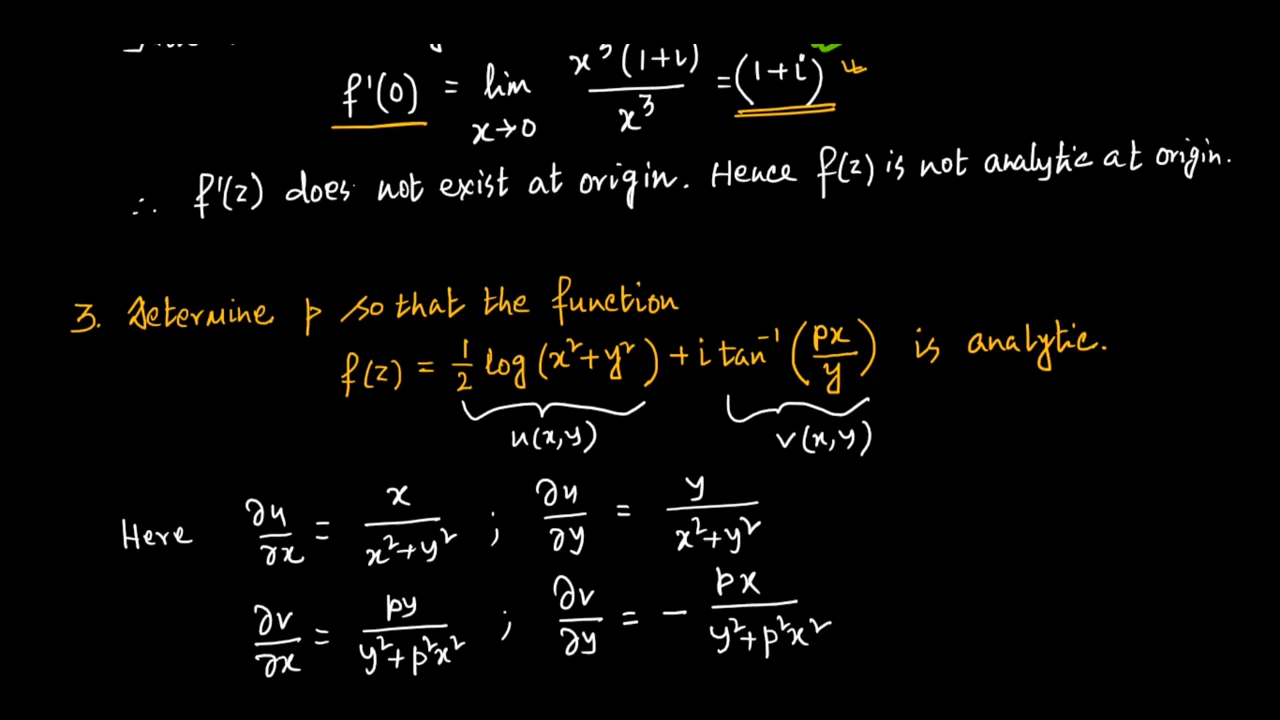 f'(0) = lim x→0 x³(1+i) / x³ = (1+i)
∴ f'(z) does not exist at origin. Hence f(z) is not analytic at origin.
3. Determine p so that the function
f(z) = 1/2 log (x²+y²) + i tan⁻¹ (px/y) is analytic.
u(x,y) v(x,y)
Here ∂u/∂x = x/(x²+y²) ; ∂u/∂y = y/(x²+y²)
∂v/∂x = py/(y²+p²x²) ; ∂v/∂y = - px/(y²+p²x²)